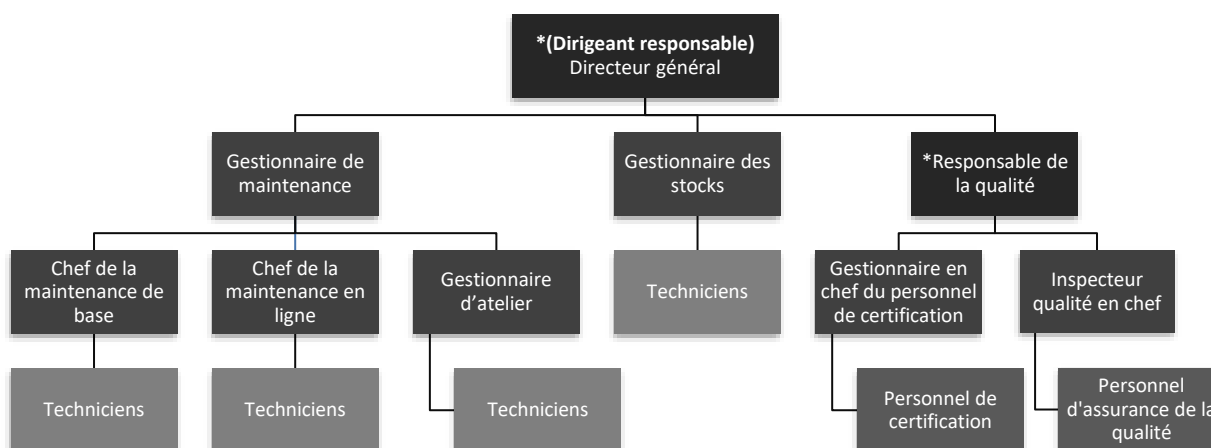 *(Dirigeant responsable)
Directeur général
Gestionnaire de
maintenance
Gestionnaire des
stocks
*Responsable de
la qualité
Chef de la
maintenance de
base
Chef de la
maintenance en
ligne
Gestionnaire
d’atelier
Techniciens
Gestionnaire en
chef du personnel
de certification
Inspecteur
qualité en chef
Techniciens
Techniciens
Techniciens
Personnel de
certification
Personnel
d'assurance de la
qualité